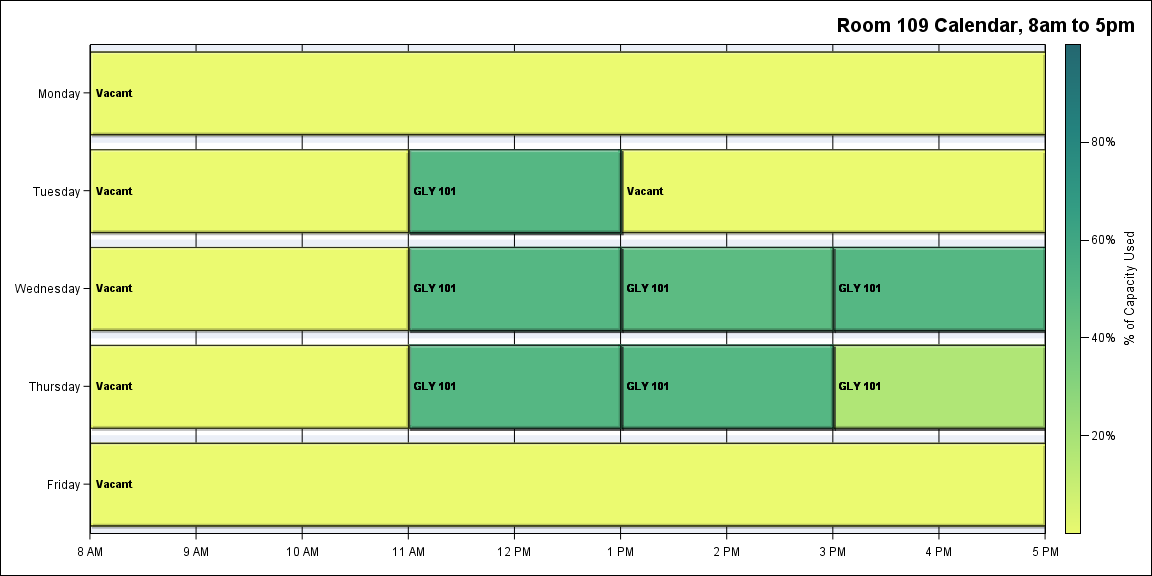 Room 109 Calendar, 8am to 5pm
Monday
Vacant
Tuesday
Vacant
GLY 101
Vacant
Wednesday
Vacant
GLY 101
GLY 101
GLY 101
Thursday
Vacant
GLY 101
GLY 101
GLY 101
Friday
Vacant
8 AM
9 AM
10 AM
11 AM
12 PM
1 PM
2 PM
3 PM
4 PM
5 PM
80%
60%
40%
20%
% of Capacity Used